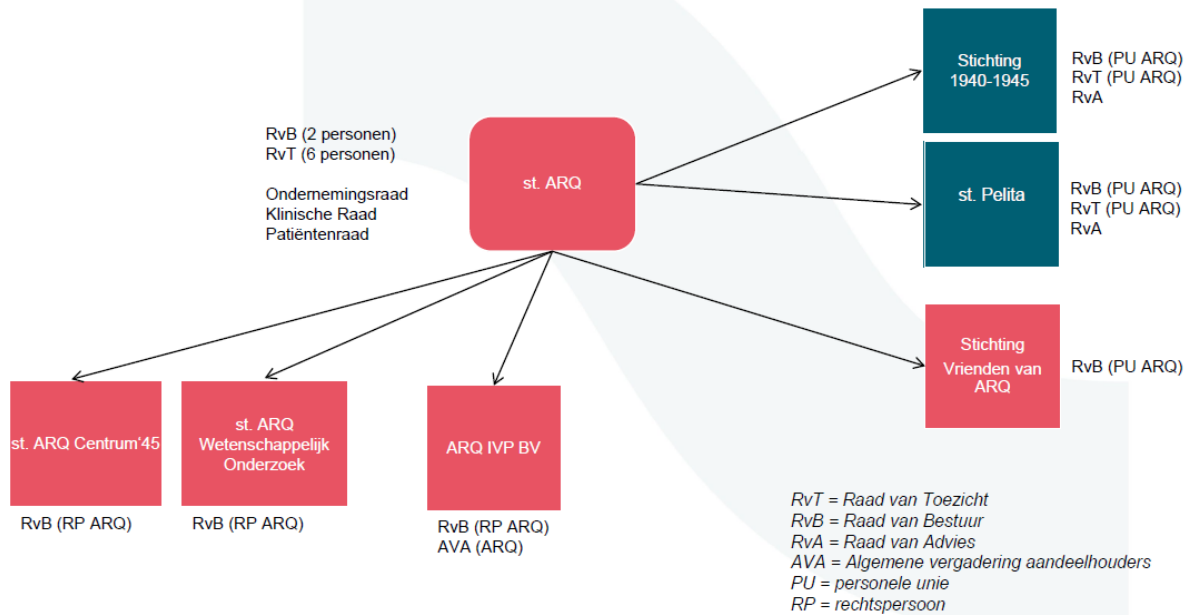 Stichting
1940-1945
RvB (PU ARQ)
RvT (PU ARQ)
RvA
RvB (2 personen)
RvT (6 personen)
Ondernemingsraad
Klinische Raad
Patiëntenraad
st. ARQ
st. Pelita
RvB (PU ARQ)
RvT (PU ARQ)
RvA
Stichting
Vrienden van
ARQ
RvB (PU ARQ)
st. ARQ Centrum'45
RvB (RP ARQ)
st. ARQ
Wetenschappelijk
Onderzoek
RvB (RP ARQ)
ARQ IVP BV
RvB (RP ARQ)
AVA (ARQ)
RvT = Raad van Toezicht
RvB = Raad van Bestuur
RvA = Raad van Advies
AVA = Algemene vergadering aandeelhouders
PU = personele unie
RP = rechtspersoon